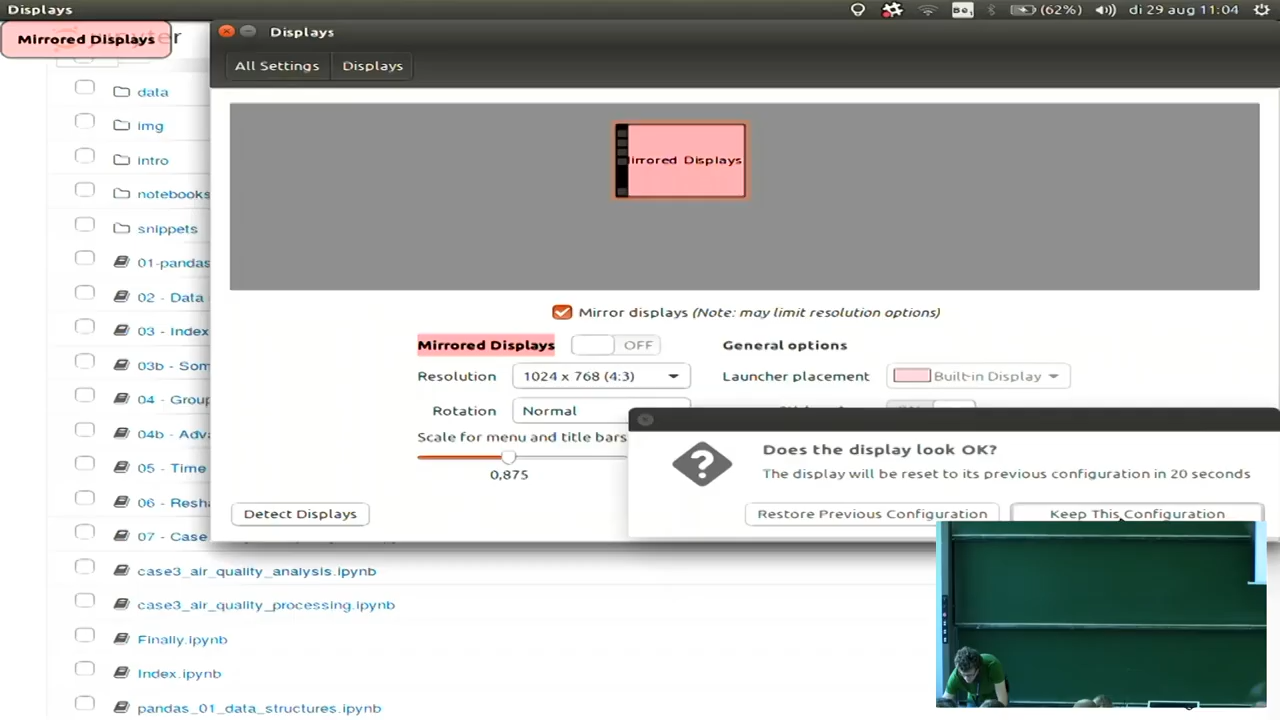 Displays
(62%) di 29 aug 11:04
Mirrored Displays
Displays
All Settings
Displays
data
img
intro
notebooks
snippets
01-pandas
02 - Data
03 - Index
03b - Som
04 - Group
04b - Adv
05 - Time
06 - Resha
07 - Case
case3_air_quality_analysis.ipynb
case3_air_quality_processing.ipynb
Finally.ipynb
Index.ipynb
pandas_01_data_structures.ipynb
irrored Displays
Mirror displays (Note: may limit resolution options)
Mirrored Displays
OFF
General options
Resolution
1024 x 768 (4:3)
Launcher placement
Built-in Display
Rotation
Normal
Scale for menu and title bars
0,875
Detect Displays
Does the display look OK?
The display will be reset to its previous configuration in 20 seconds
Restore Previous Configuration
Keep This Configuration